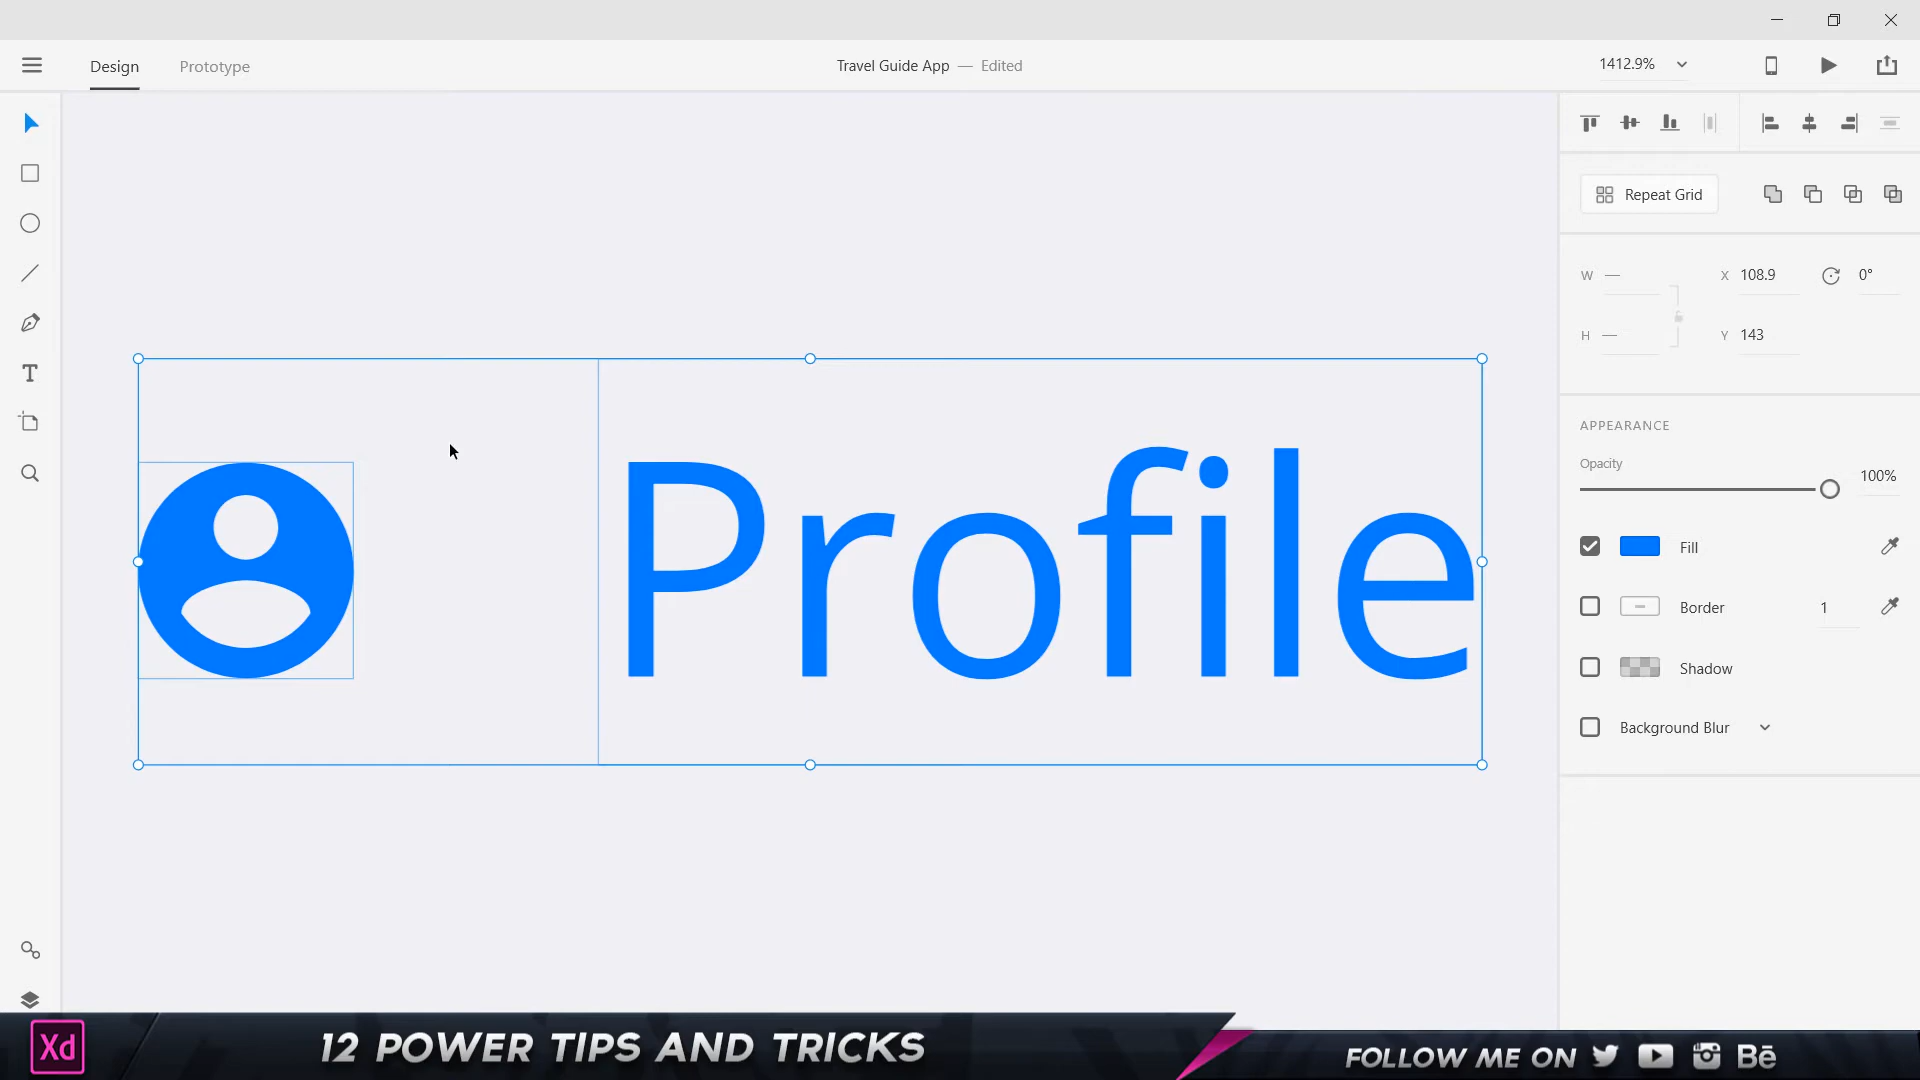 Design
Prototype
Travel Guide App — Edited
1412.9%
T
Repeat Grid
W —
X 108.9
0°
H —
Y 143
APPEARANCE
Opacity
100%
Fill
Border
1
Shadow
Background Blur
Profile
Xd
12 POWER TIPS AND TRICKS
FOLLOW ME ON
Bē